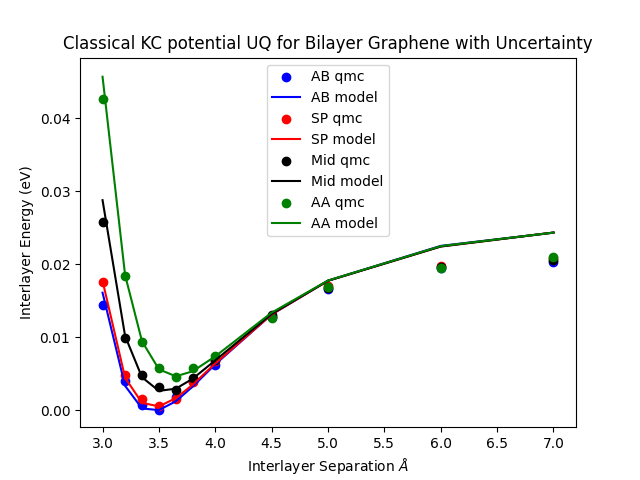 Classical KC potential UQ for Bilayer Graphene with Uncertainty
AB qmc
AB model
SP qmc
SP model
Mid qmc
Mid model
AA qmc
AA model
Interlayer Energy (eV)
0.04
0.03
0.02
0.01
0.00
3.0 3.5 4.0 4.5 5.0 5.5 6.0 6.5 7.0
Interlayer Separation Å